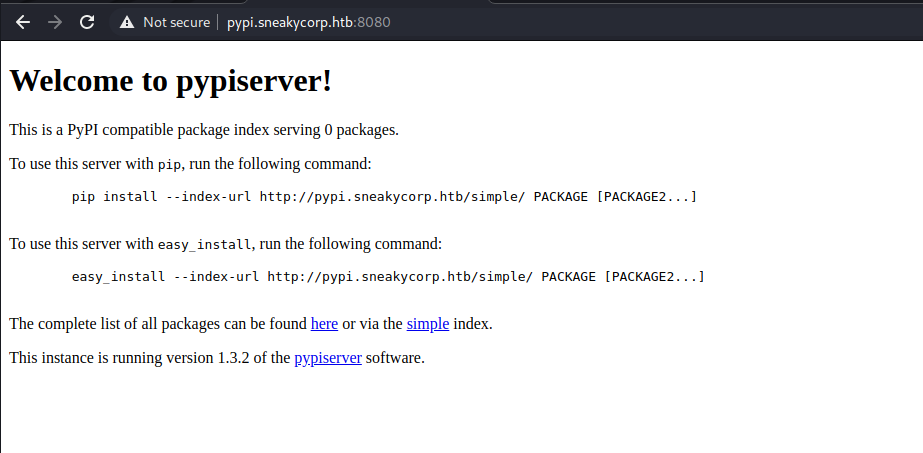 Not secure pypi.sneakycorp.htb:8080
Welcome to pypiserver!
This is a PyPI compatible package index serving 0 packages.
To use this server with pip, run the following command:
pip install --index-url http://pypi.sneakycorp.htb/simple/ PACKAGE [PACKAGE2...]
To use this server with easy_install, run the following command:
easy_install --index-url http://pypi.sneakycorp.htb/simple/ PACKAGE [PACKAGE2...]
The complete list of all packages can be found here or via the simple index.
This instance is running version 1.3.2 of the pypiserver software.